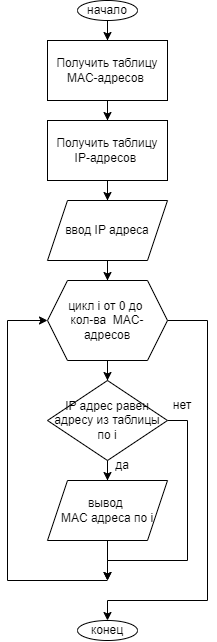 начало
Получить таблицу
MAC-адресов
Получить таблицу
IP-адресов
ввод IP адреса
цикл i от 0 до
кол-ва MAC-
адресов
IP адрес равен
адресу из таблицы
по i
нет
да
вывод
MAC адреса по i
конец